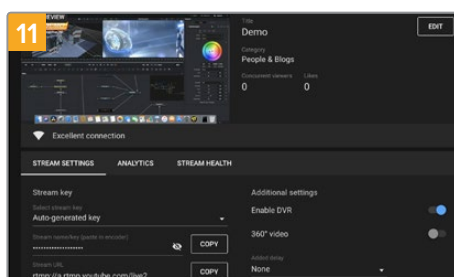 11
PREVIEW
Title
Demo
EDIT
Category
People & Blogs
Concurrent viewers Likes
0 0
Excellent connection
STREAM SETTINGS ANALYTICS STREAM HEALTH
Stream key
Additional settings
Select stream key
Auto-generated key
Enable DVR
Stream name/key (paste in encoder)
COPY
360° video
Stream URL
rtmp://a.rtmp.youtube.com/live2
COPY
Added delay
None